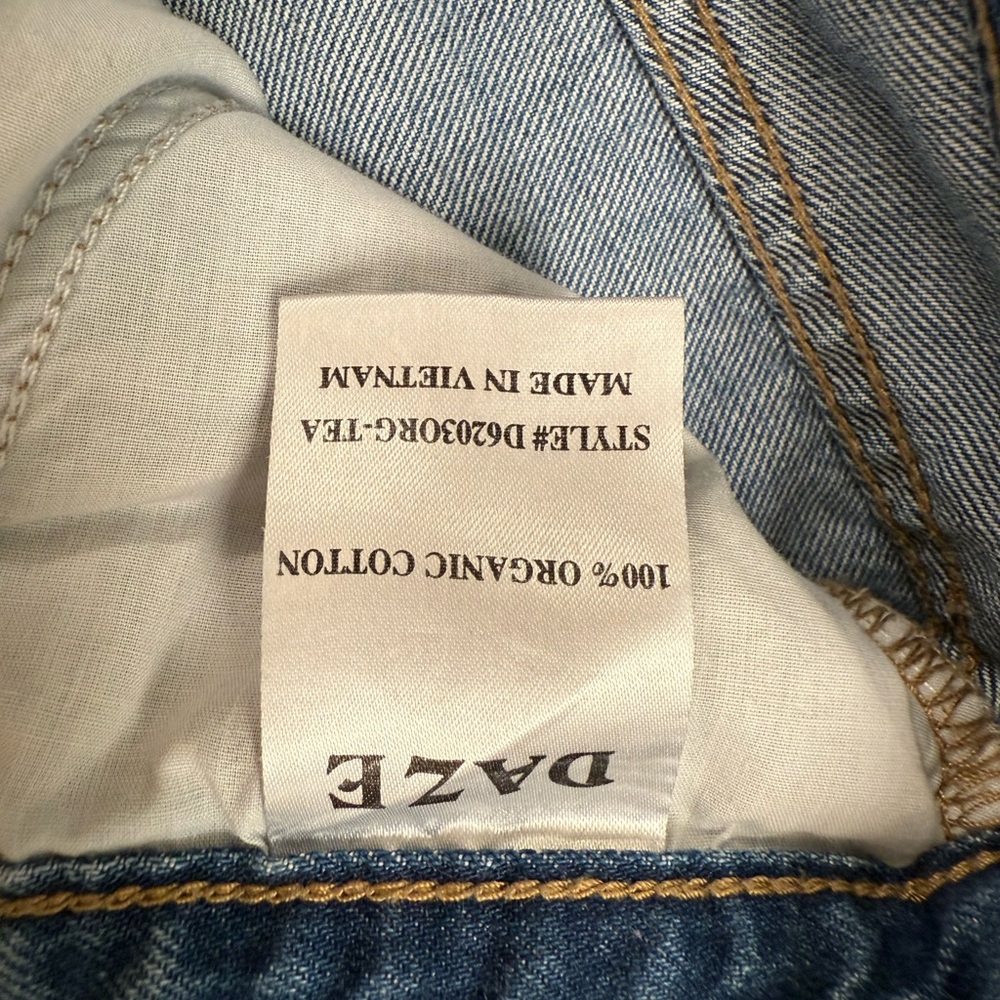 DAZE
100% ORGANIC COTTON
STYLE# D6203ORG-TEA
MADE IN VIETNAM